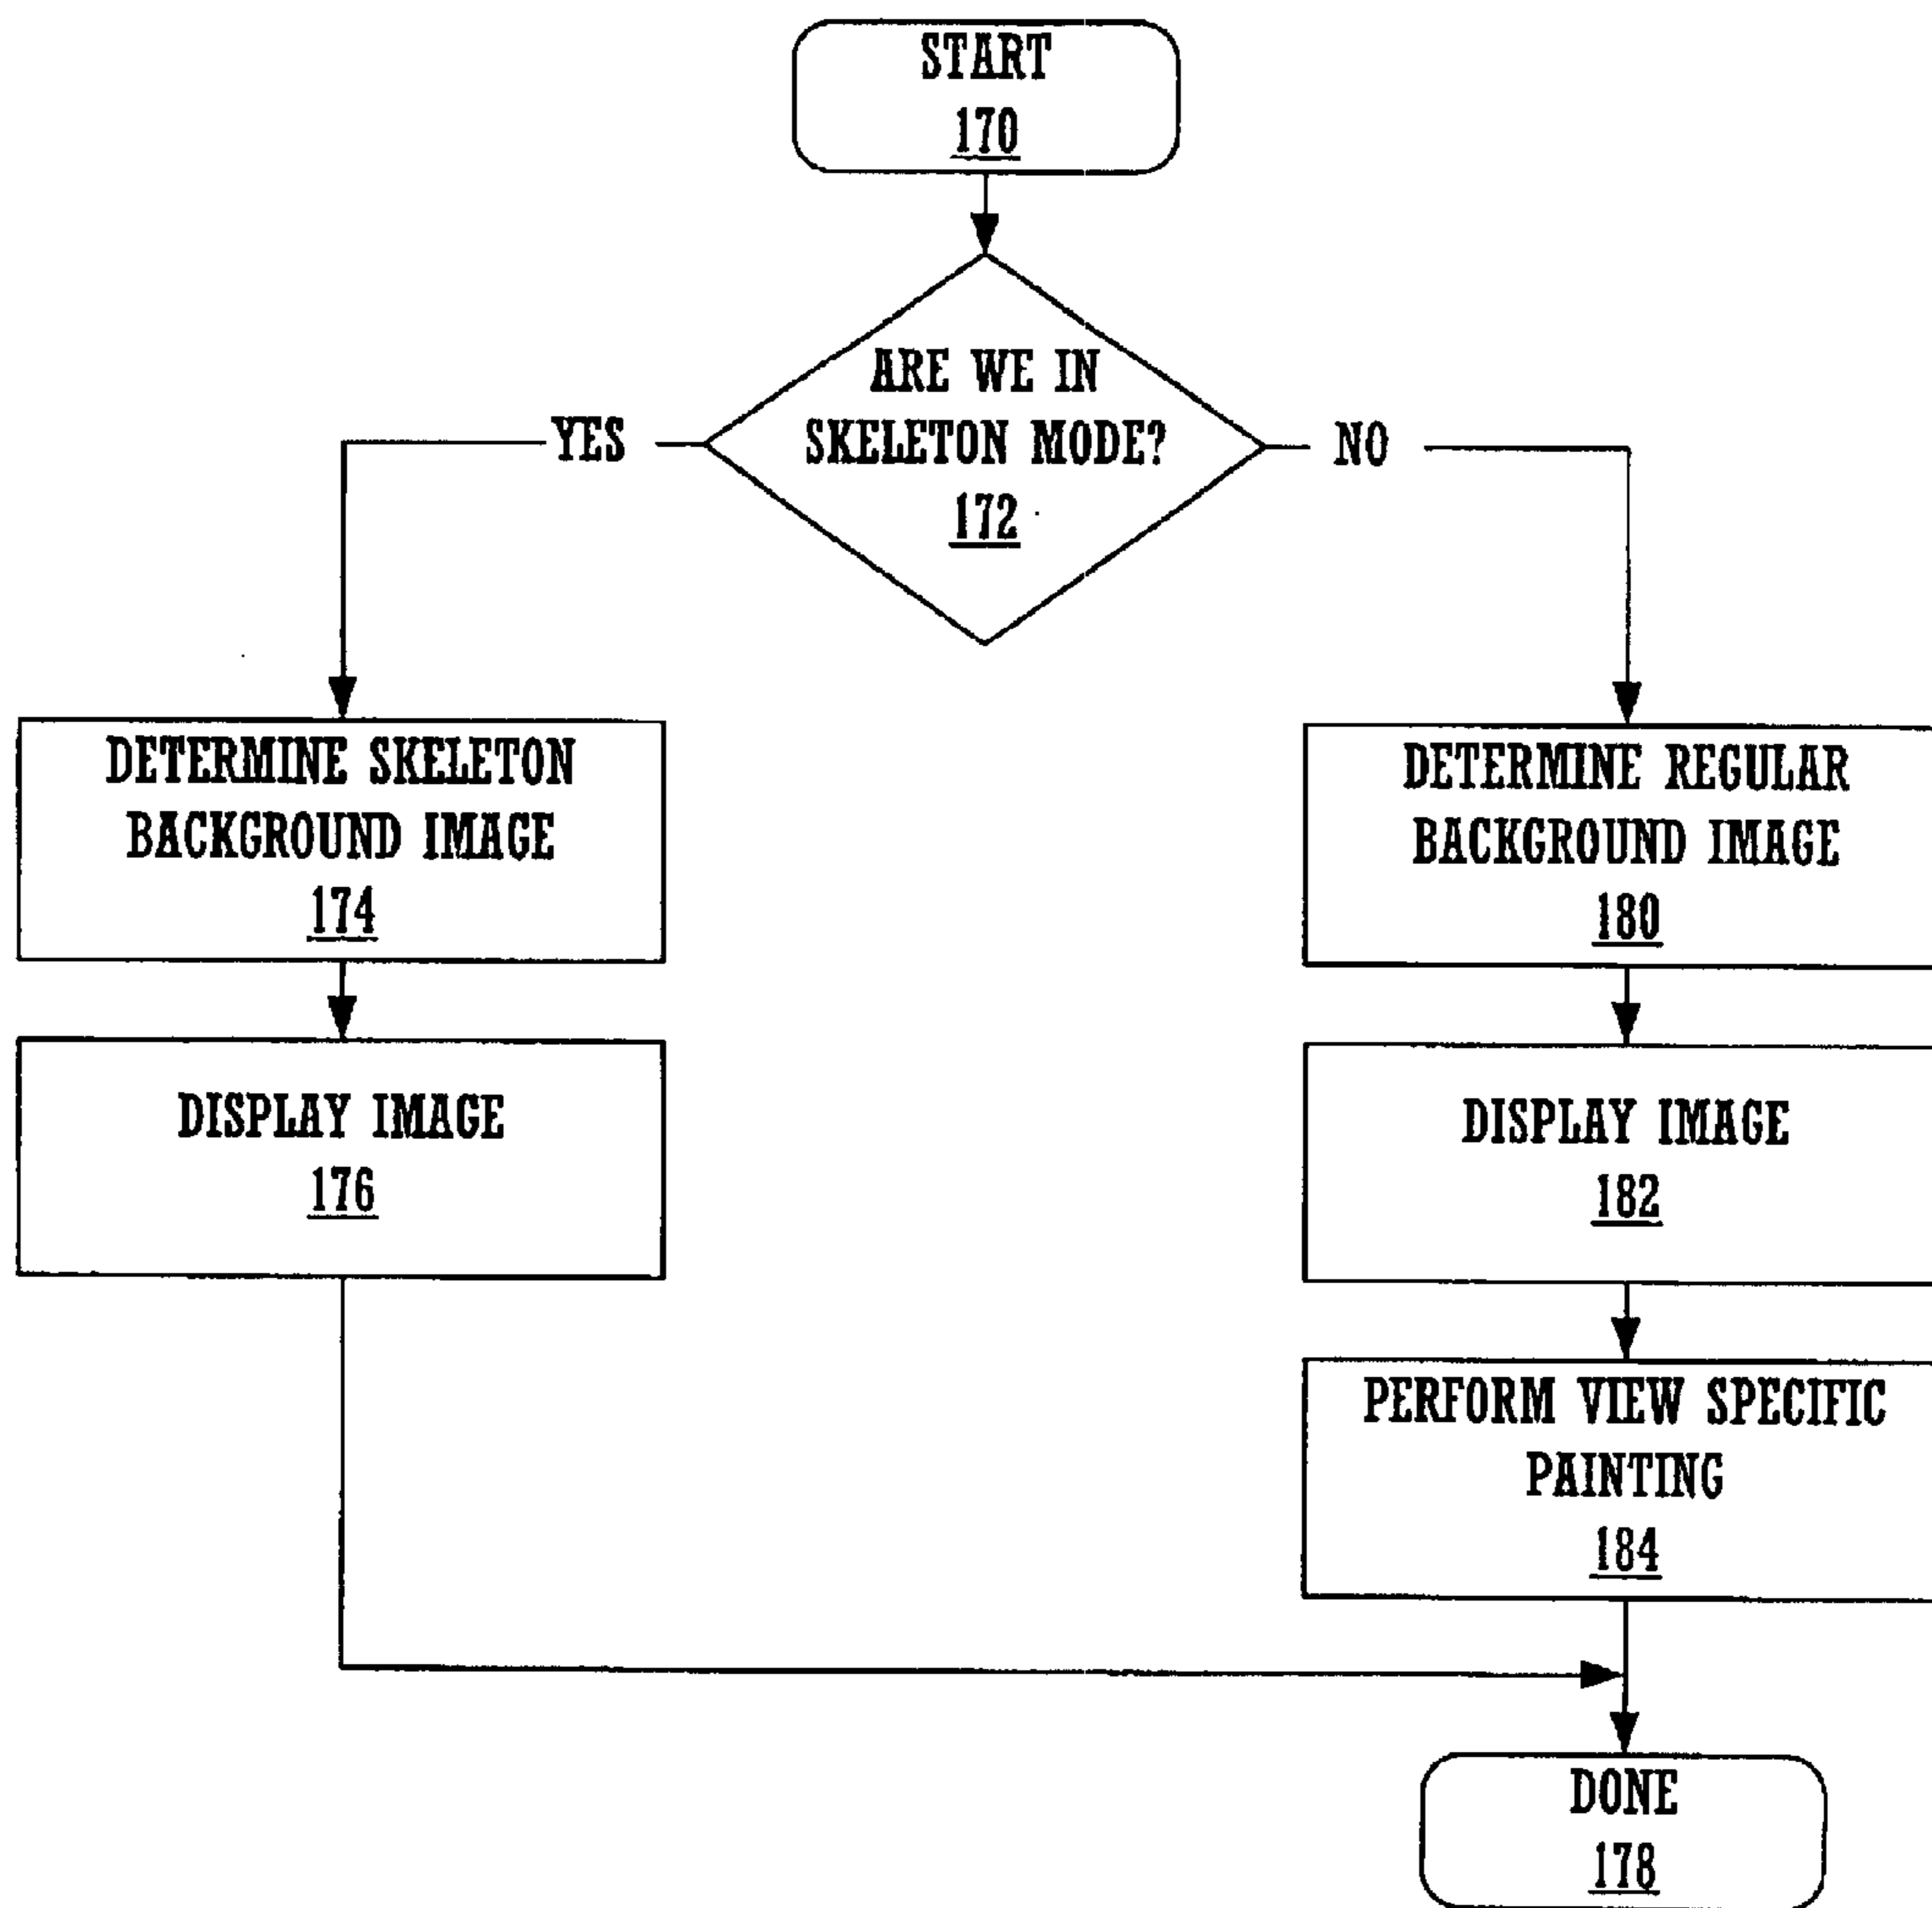 START
170
ARE WE IN
SKELETON MODE?
172
YES
NO
DETERMINE SKELETON
BACKGROUND IMAGE
174
DISPLAY IMAGE
176
DETERMINE REGULAR
BACKGROUND IMAGE
180
DISPLAY IMAGE
182
PERFORM VIEW SPECIFIC
PAINTING
184
DONE
178